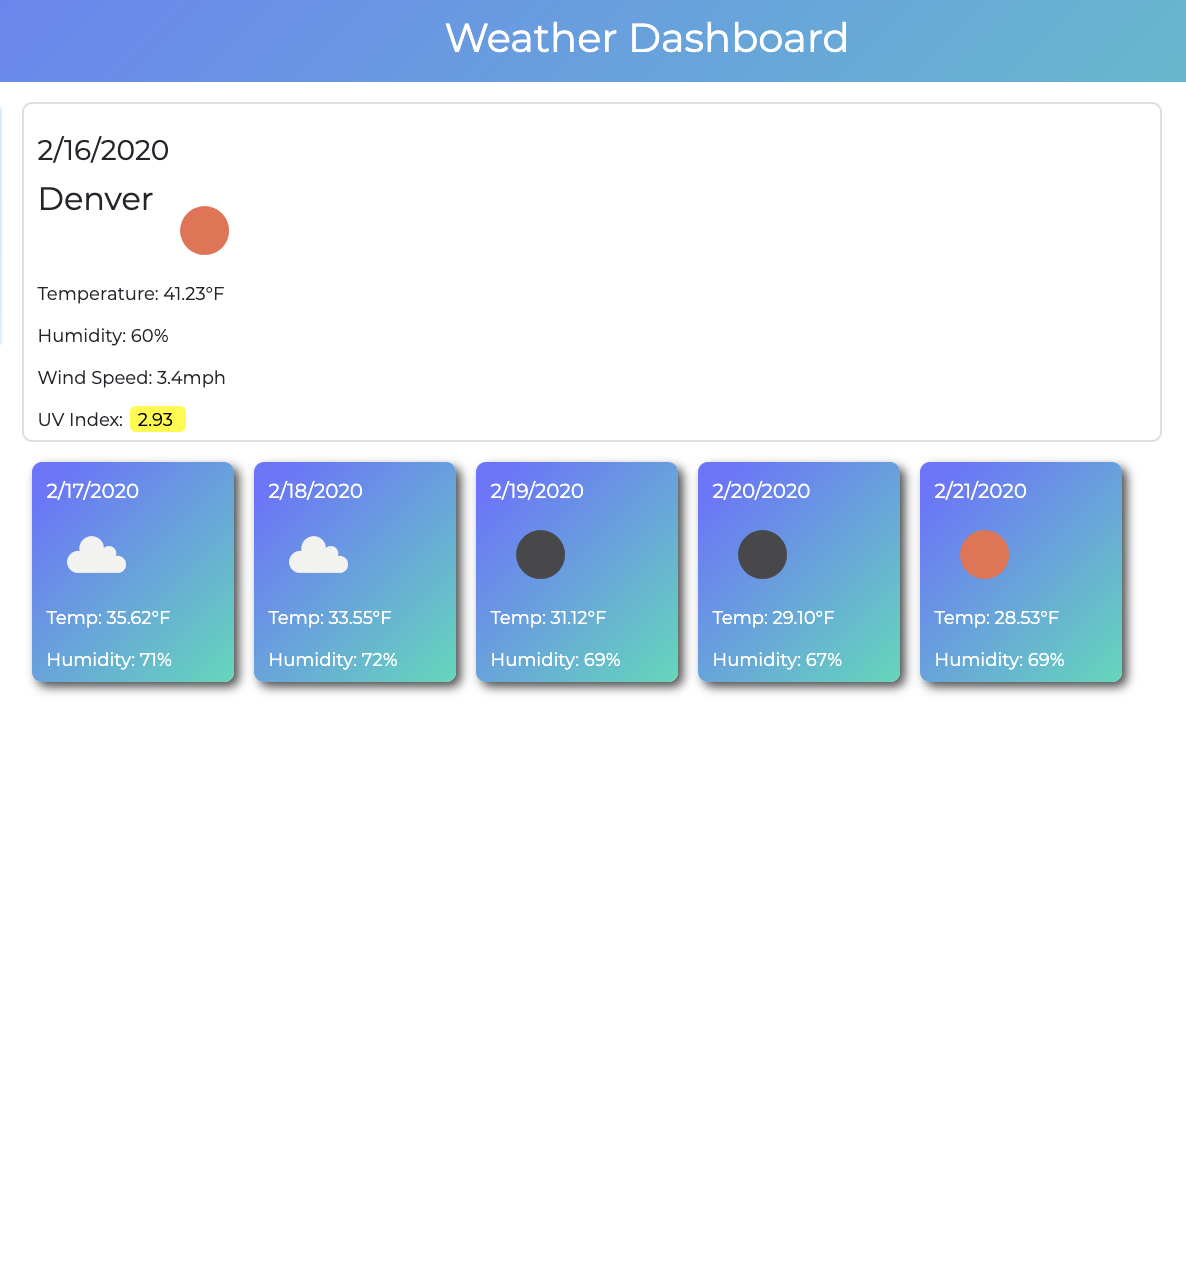 Weather Dashboard
2/16/2020
Denver
Temperature: 41.23°F
Humidity: 60%
Wind Speed: 3.4mph
UV Index: 2.93
2/17/2020
Temp: 35.62°F
Humidity: 71%
2/18/2020
Temp: 33.55°F
Humidity: 72%
2/19/2020
Temp: 31.12°F
Humidity: 69%
2/20/2020
Temp: 29.10°F
Humidity: 67%
2/21/2020
Temp: 28.53°F
Humidity: 69%